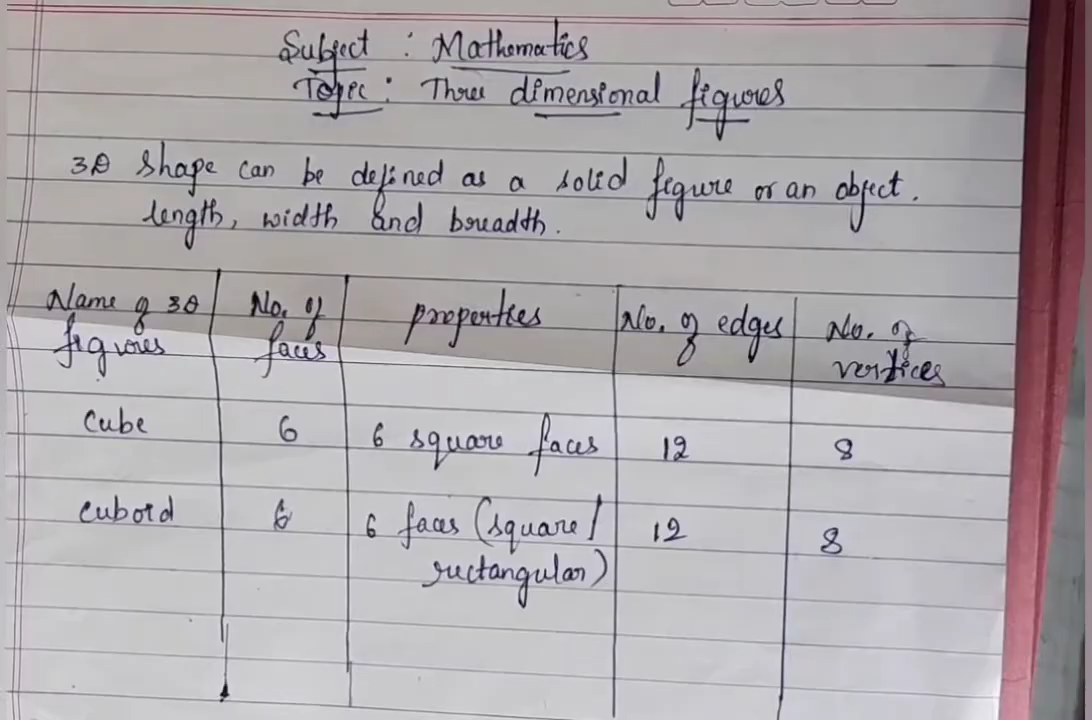 Subject : Mathematics
Topic : Three dimensional figures
3D shape can be defined as a solid figure or an object.
length, width and breadth.
Name of 3D figures | No. of faces | properties | No. of edges | No. of vertices
Cube | 6 | 6 square faces | 12 | 8
Cuboid | 6 | 6 faces (square/ rectangular) | 12 | 8